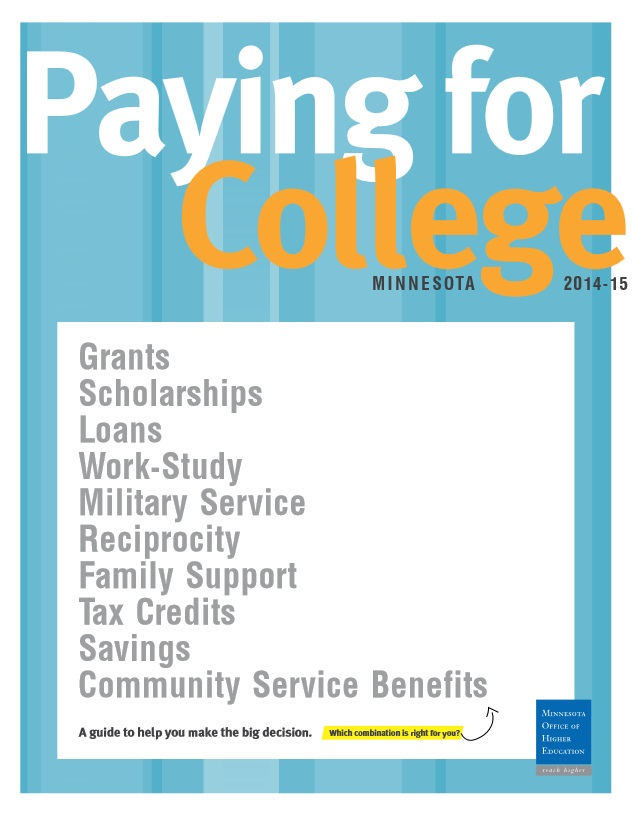 Paying for
College
MINNESOTA 2014-15
Grants
Scholarships
Loans
Work-Study
Military Service
Reciprocity
Family Support
Tax Credits
Savings
Community Service Benefits
A guide to help you make the big decision. Which combination is right for you?
Minnesota
Office of
Higher
Education
reach higher